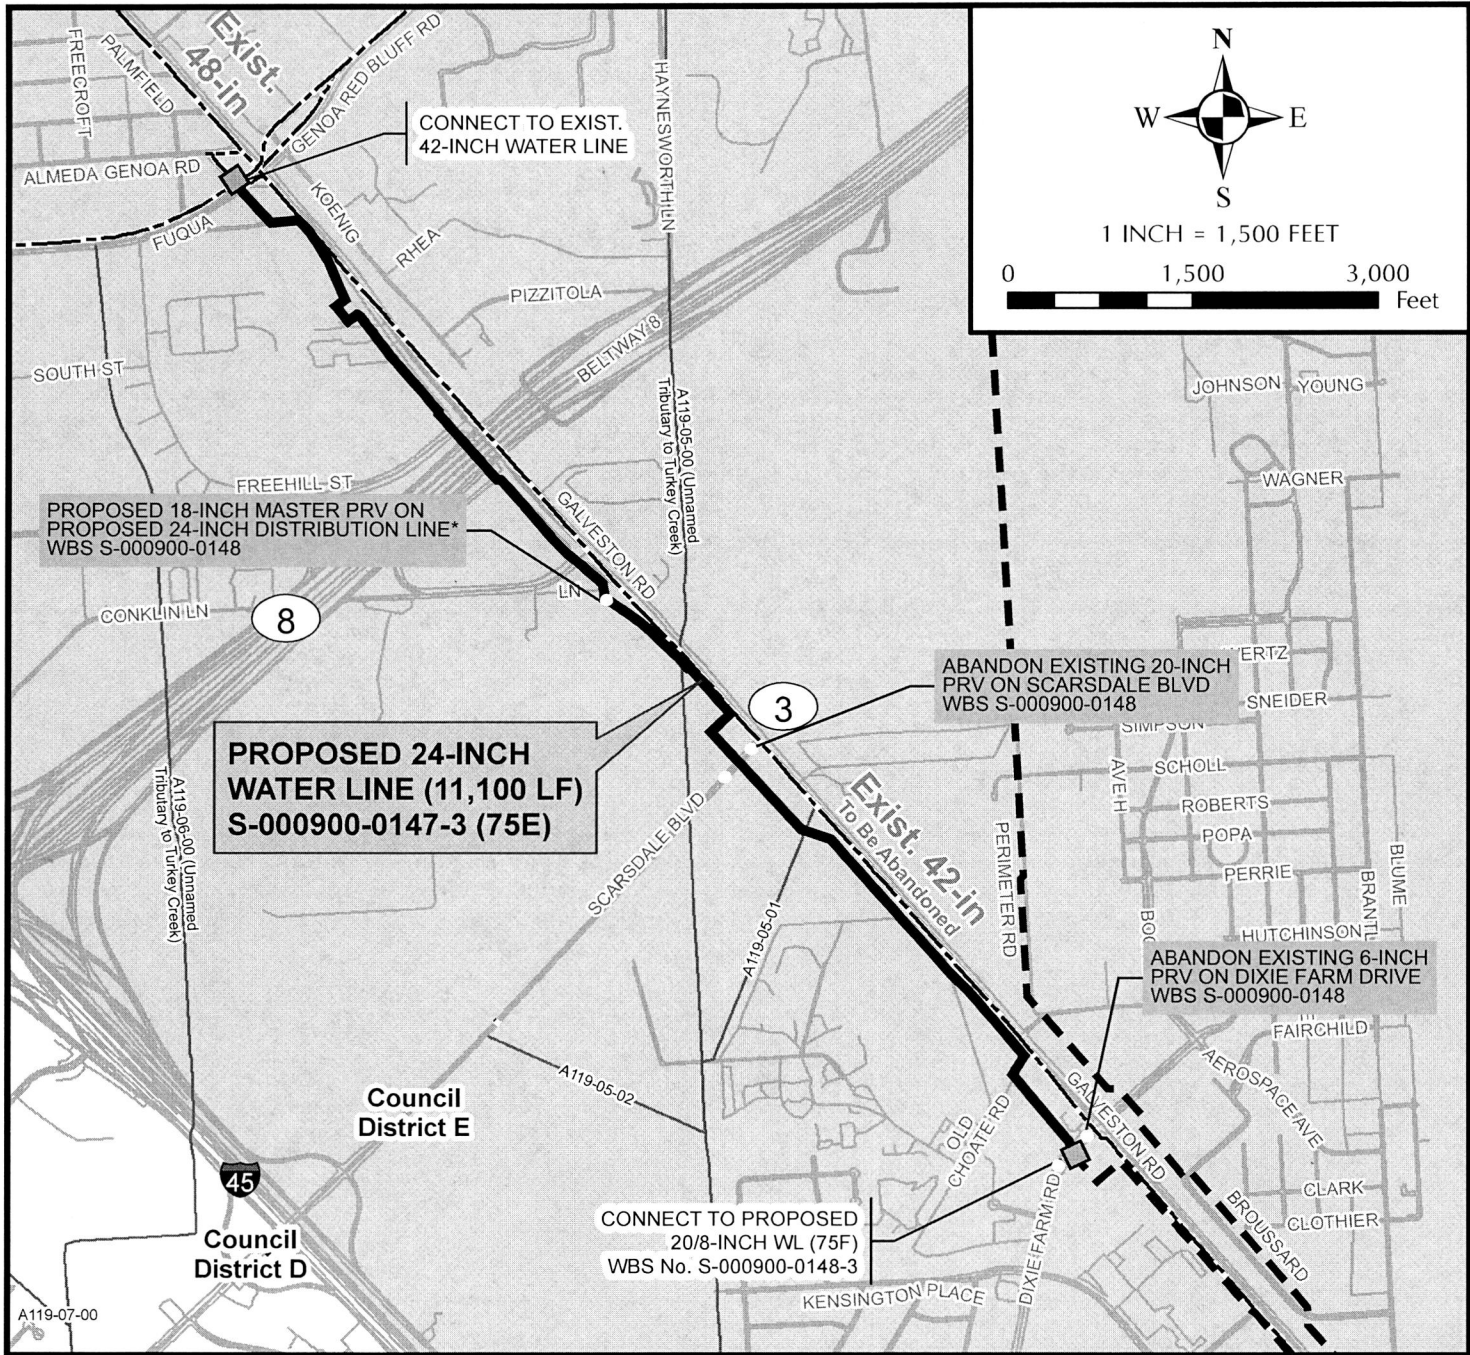 FREECROFT
PALMFIELD
Exist.
48-in
GENOA RED BLUFF RD
CONNECT TO EXIST.
42-INCH WATER LINE
HAYNESWORTH LN
N
W
E
S
1 INCH = 1,500 FEET
0 1,500 3,000
Feet
ALMEDA GENOA RD
FUQUA
KOENIG
RHEA
PIZZITOLA
BELTWAY 8
SOUTH ST
A119-05-00 (Unnamed
Tributary to Turkey Creek)
JOHNSON
YOUNG
WAGNER
FREEHILL ST
PROPOSED 18-INCH MASTER PRV ON
PROPOSED 24-INCH DISTRIBUTION LINE*
WBS S-000900-0148
GALVESTON RD
CONKLIN LN
8
LN
ABANDON EXISTING 20-INCH
PRV ON SCARSDALE BLVD
WBS S-000900-0148
SNEIDER
SIMPSON
3
PROPOSED 24-INCH
WATER LINE (11,100 LF)
S-000900-0147-3 (75E)
A119-06-00 (Unnamed
Tributary to Turkey Creek)
SCARSDALE BLVD
Exist. 42-in
To Be Abandoned
PERIMETER RD
AVE H
SCHOLL
ROBERTS
POPA
PERRIE
BLUME
HUTCHINSON
A119-05-01
ABANDON EXISTING 6-INCH
PRV ON DIXIE FARM DRIVE
WBS S-000900-0148
FAIRCHILD
AEROSPACE AVE
A119-05-02
Council
District E
OLD
CHOATE RD
GALVESTON RD
45
Council
District D
CONNECT TO PROPOSED
20/8-INCH WL (75F)
WBS No. S-000900-0148-3
DIXIE FARM RD
KENSINGTON PLACE
CLARK
CLOTHIER
BROUSSARD
A119-07-00